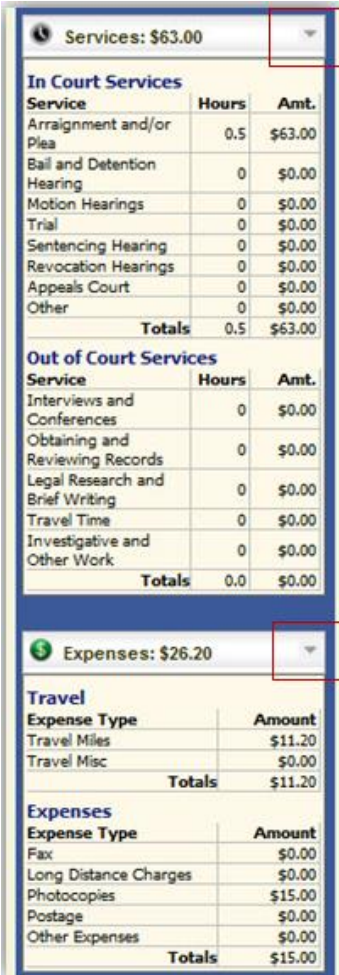 Services: $63.00
In Court Services
Service Hours Amt.
Arraignment and/or
Plea 0.5 $63.00
Bail and Detention
Hearing 0 $0.00
Motion Hearings 0 $0.00
Trial 0 $0.00
Sentencing Hearing 0 $0.00
Revocation Hearings 0 $0.00
Appeals Court 0 $0.00
Other 0 $0.00
Totals 0.5 $63.00
Out of Court Services
Service Hours Amt.
Interviews and
Conferences 0 $0.00
Obtaining and
Reviewing Records 0 $0.00
Legal Research and
Brief Writing 0 $0.00
Travel Time 0 $0.00
Investigative and
Other Work 0 $0.00
Totals 0.0 $0.00
$ Expenses: $26.20
Travel
Expense Type Amount
Travel Miles $11.20
Travel Misc $0.00
Totals $11.20
Expenses
Expense Type Amount
Fax $0.00
Long Distance Charges $0.00
Photocopies $15.00
Postage $0.00
Other Expenses $0.00
Totals $15.00